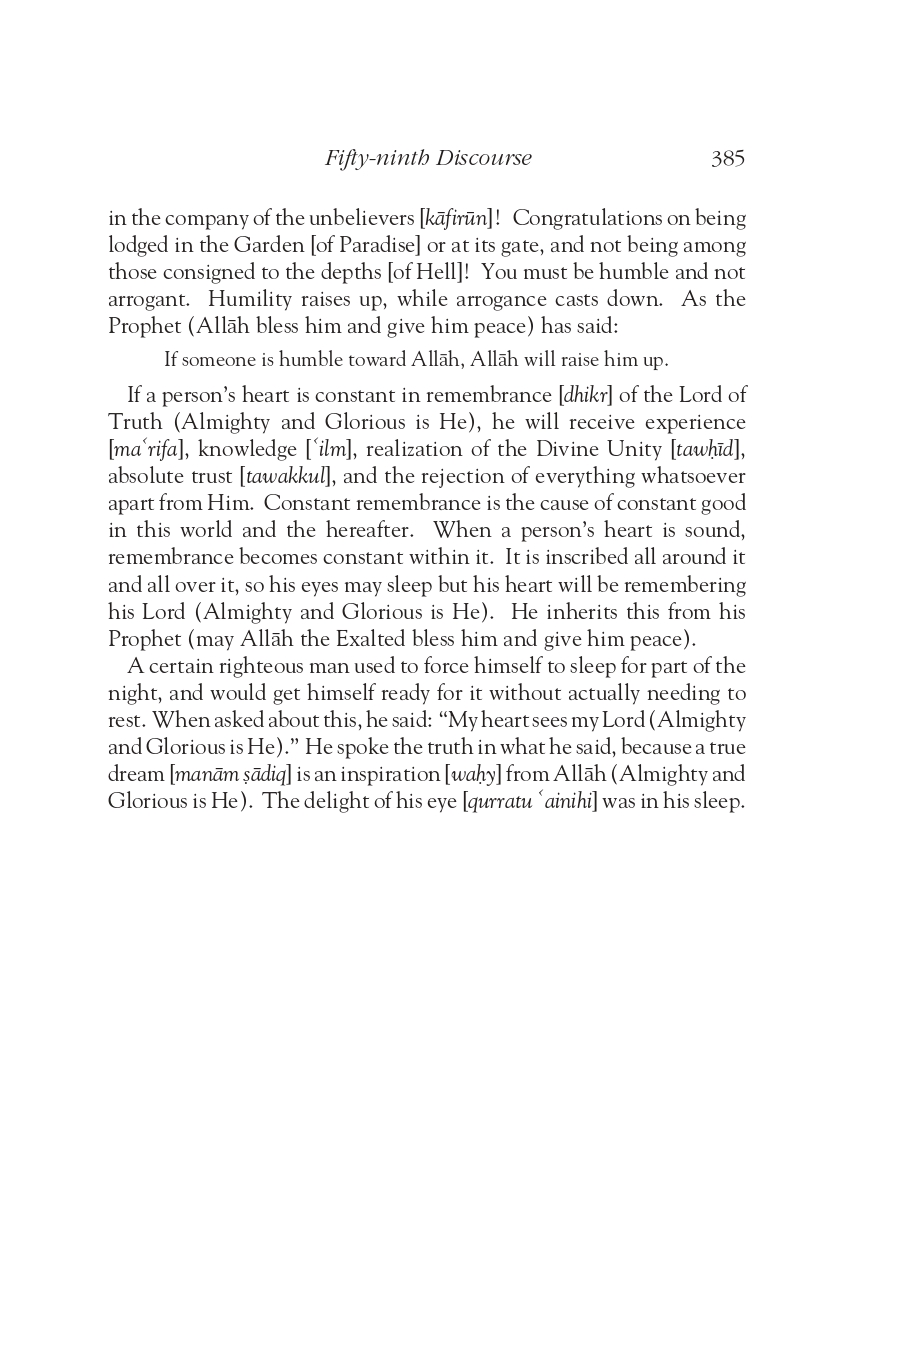 Fifty-ninth Discourse 385
in the company of the unbelievers [kāfirūn]! Congratulations on being
lodged in the Garden [of Paradise] or at its gate, and not being among
those consigned to the depths [of Hell]! You must be humble and not
arrogant. Humility raises up, while arrogance casts down. As the
Prophet (Allāh bless him and give him peace) has said:
If someone is humble toward Allāh, Allāh will raise him up.
If a person’s heart is constant in remembrance [dhikr] of the Lord of
Truth (Almighty and Glorious is He), he will receive experience
[maʿrifa], knowledge [ʿilm], realization of the Divine Unity [tawḥīd],
absolute trust [tawakkul], and the rejection of everything whatsoever
apart from Him. Constant remembrance is the cause of constant good
in this world and the hereafter. When a person’s heart is sound,
remembrance becomes constant within it. It is inscribed all around it
and all over it, so his eyes may sleep but his heart will be remembering
his Lord (Almighty and Glorious is He). He inherits this from his
Prophet (may Allāh the Exalted bless him and give him peace).
A certain righteous man used to force himself to sleep for part of the
night, and would get himself ready for it without actually needing to
rest. When asked about this, he said: “My heart sees my Lord (Almighty
and Glorious is He).” He spoke the truth in what he said, because a true
dream [manām ṣādiq] is an inspiration [waḥy] from Allāh (Almighty and
Glorious is He). The delight of his eye [qurratu ʿainihi] was in his sleep.